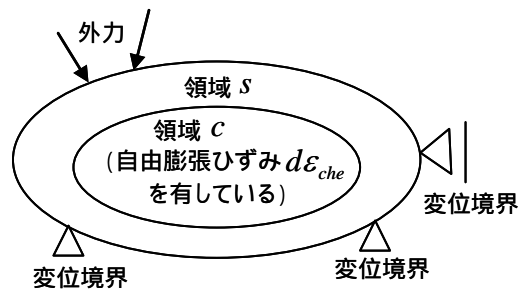 外力
領域 s
領域 c
(自由膨張ひずみ dε_che
を有している)
変位境界
変位境界
変位境界